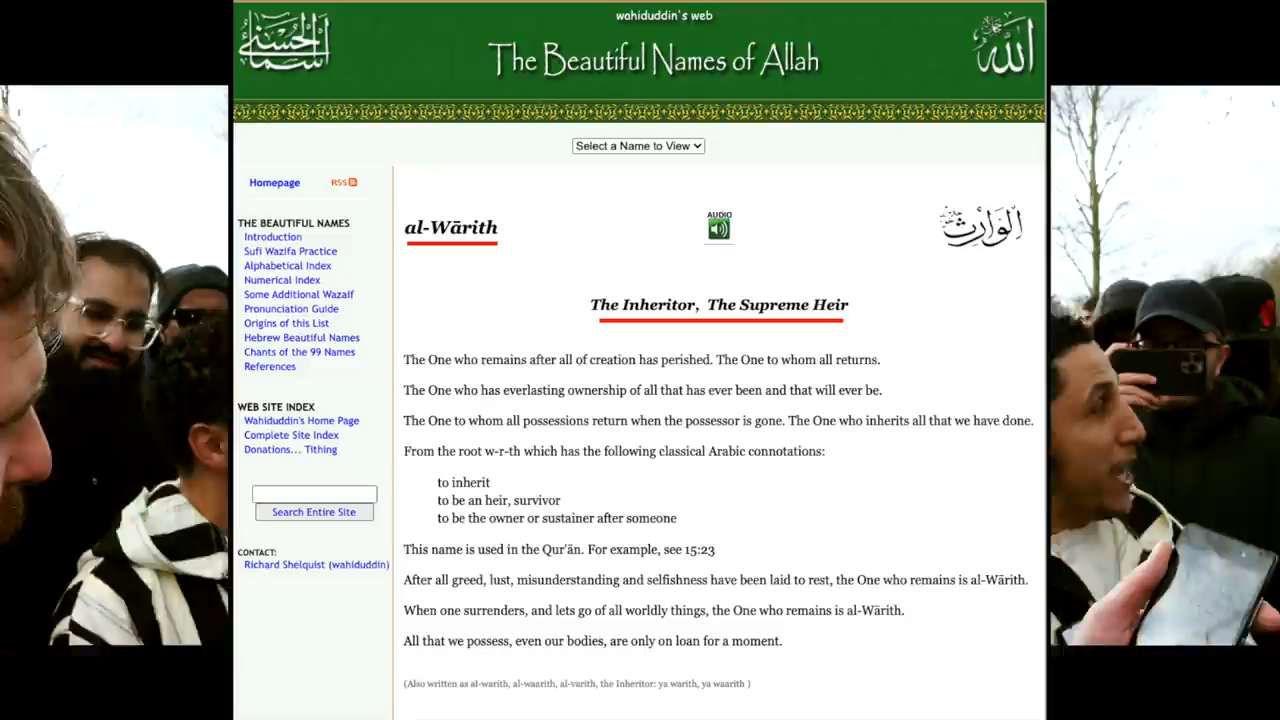 wahiduddin's web
The Beautiful Names of Allah
الله
Select a Name to View
Homepage
RSS
THE BEAUTIFUL NAMES
Introduction
Sufi Wazifa Practice
Alphabetical Index
Numerical Index
Some Additional Wazaif
Pronunciation Guide
Origins of this List
Hebrew Beautiful Names
Chants of the 99 Names
References
WEB SITE INDEX
Wahiduddin's Home Page
Complete Site Index
Donations... Tithing
Search Entire Site
CONTACT:
Richard Shelquist (wahiduddin)
al-Wārith
AUDIO
الوارث
The Inheritor, The Supreme Heir
The One who remains after all of creation has perished. The One to whom all returns.
The One who has everlasting ownership of all that has ever been and that will ever be.
The One to whom all possessions return when the possessor is gone. The One who inherits all that we have done.
From the root w-r-th which has the following classical Arabic connotations:
to inherit
to be an heir, survivor
to be the owner or sustainer after someone
This name is used in the Qur'ān. For example, see 15:23
After all greed, lust, misunderstanding and selfishness have been laid to rest, the One who remains is al-Wārith.
When one surrenders, and lets go of all worldly things, the One who remains is al-Wārith.
All that we possess, even our bodies, are only on loan for a moment.
(Also written as al-warith, al-waarith, al-varith, the Inheritor: ya warith, ya waarith )